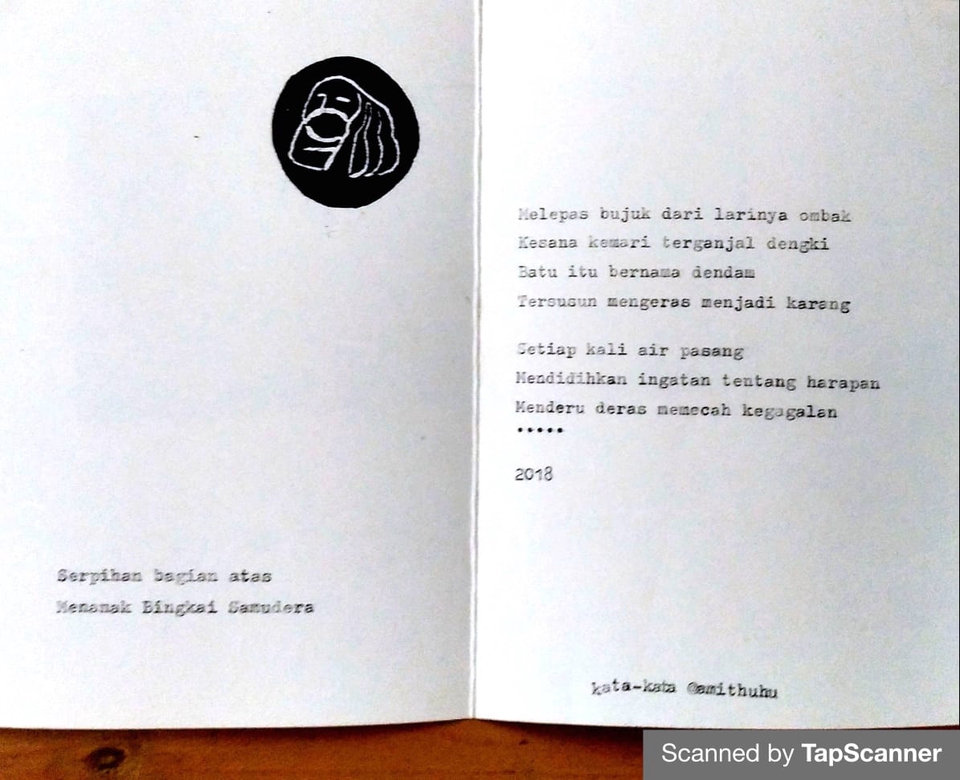 Serpihan bagian atas
Menanak Bingkai Samudera
Melepas bujuk dari larinya ombak
Kesana kemari terganjal dengki
Batu itu bernama dendam
Tersusun mengeras menjadi karang
Setiap kali air pasang
Mendidihkan ingatan tentang harapan
Menderu deras memecah kegagalan
•••••
2018
kata-kata @amithuhu
Scanned by TapScanner